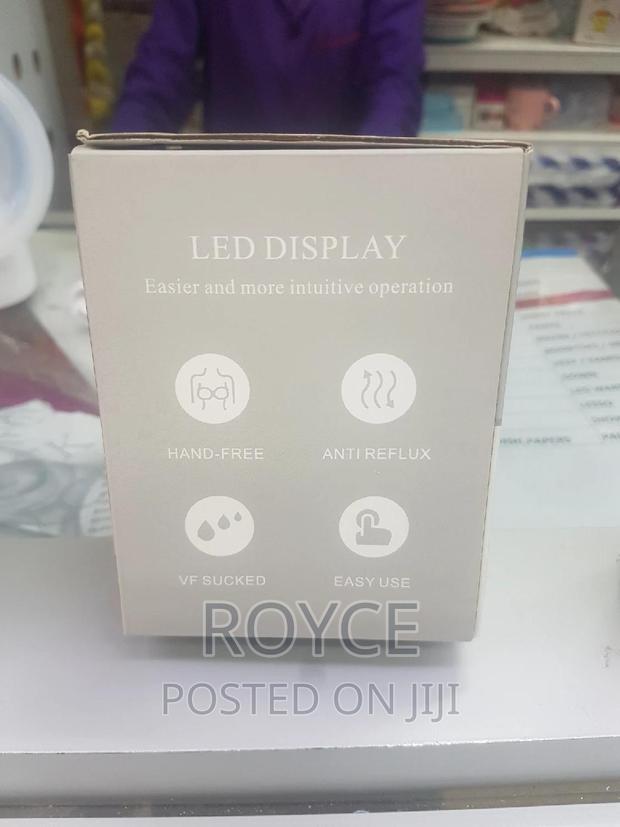 LED DISPLAY
Easier and more intuitive operation
HAND-FREE
ANTI REFLUX
VF SUCKED
EASY USE
ROYCE
POSTED ON JIJI